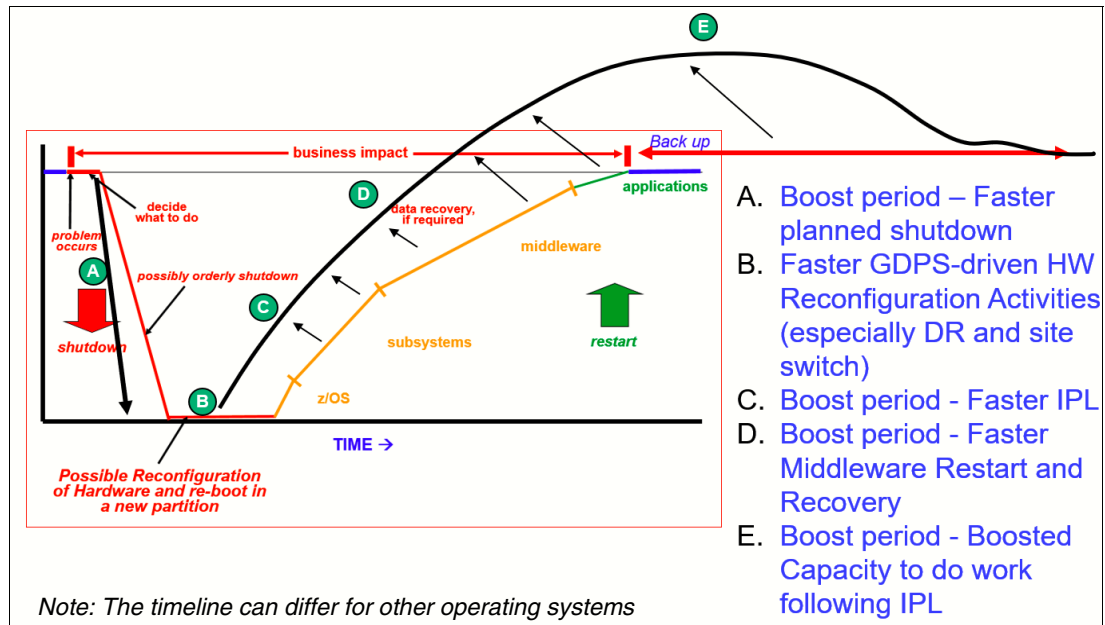 E
Back up
business impact
applications
decide
what to do
D
data recovery,
if required
problem
occurs
middleware
A
possibly orderly shutdown
C
shutdown
subsystems
restart
z/OS
B
TIME →
Possible Reconfiguration
of Hardware and re-boot in
a new partition
A. Boost period – Faster
planned shutdown
B. Faster GDPS-driven HW
Reconfiguration Activities
(especially DR and site
switch)
C. Boost period - Faster IPL
D. Boost period - Faster
Middleware Restart and
Recovery
E. Boost period - Boosted
Capacity to do work
following IPL
Note: The timeline can differ for other operating systems